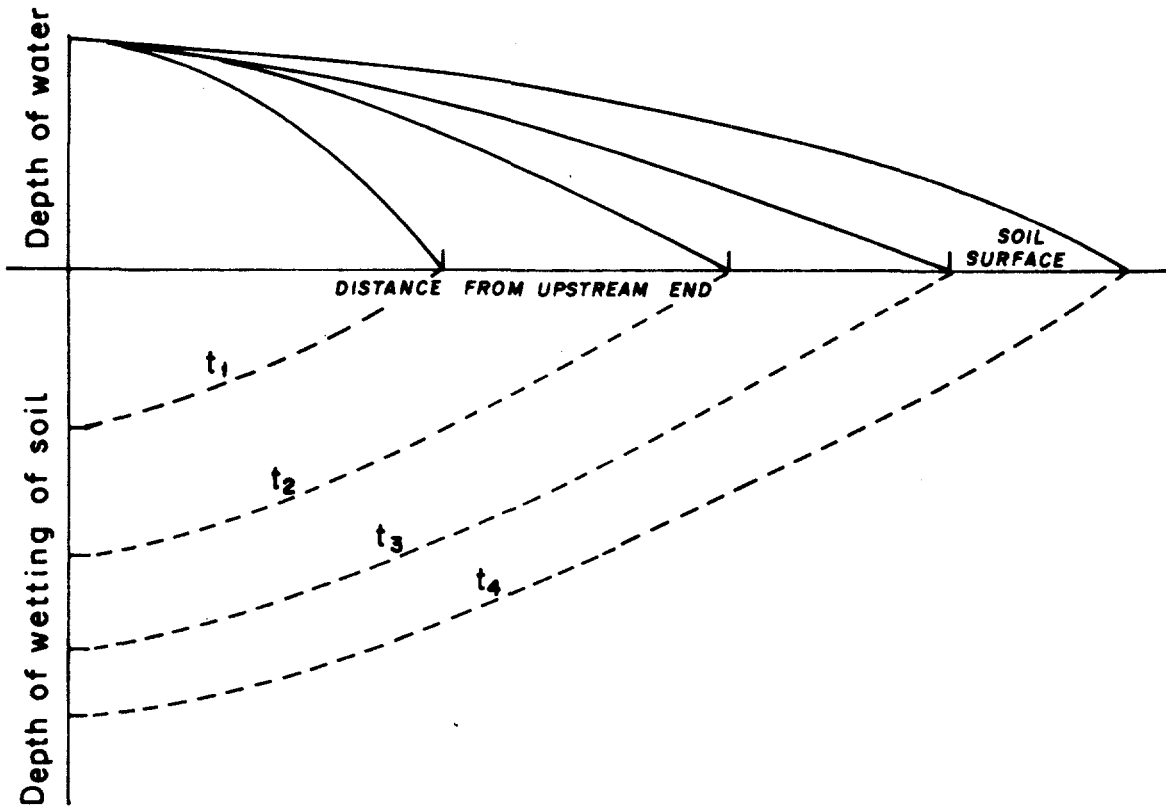 Depth of water
SOIL
SURFACE
DISTANCE FROM UPSTREAM END
t₁
t₂
t₃
t₄
Depth of wetting of soil